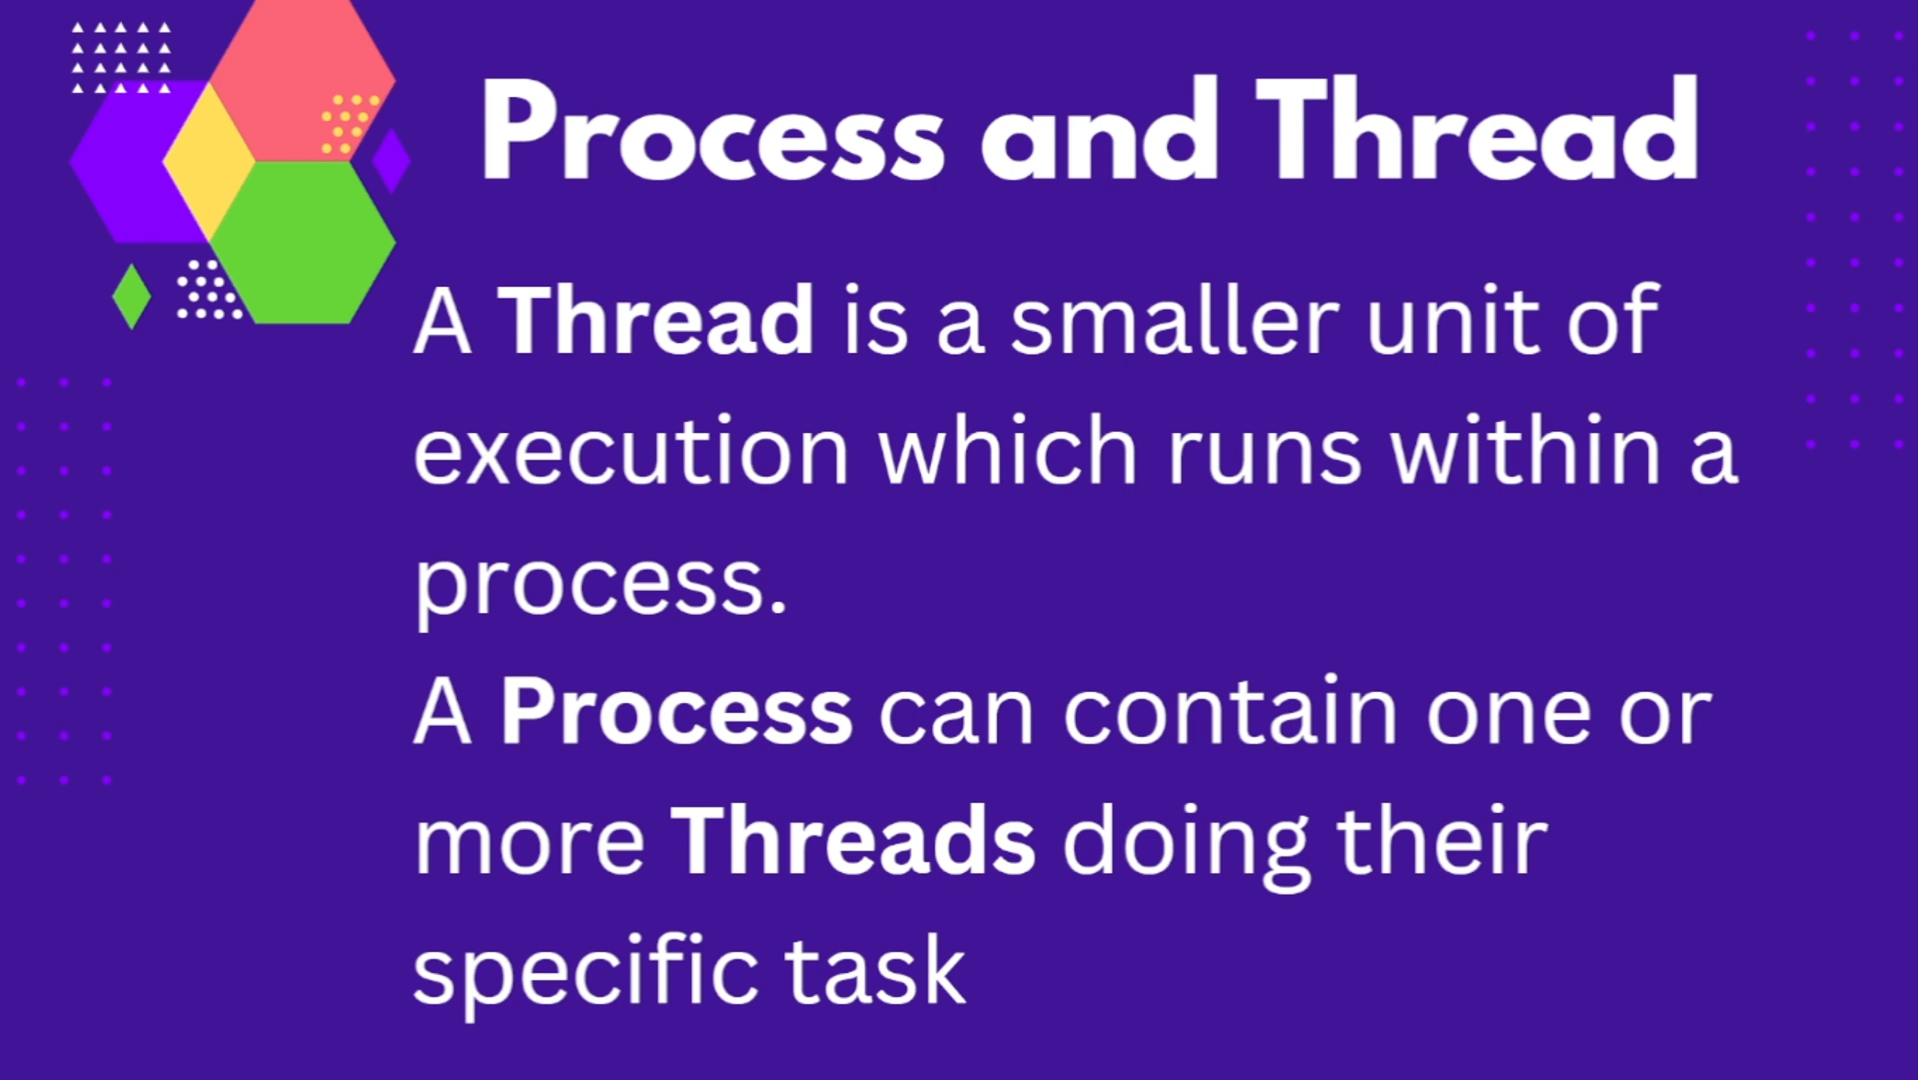 Process and Thread
A Thread is a smaller unit of
execution which runs within a
process.
A Process can contain one or
more Threads doing their
specific task